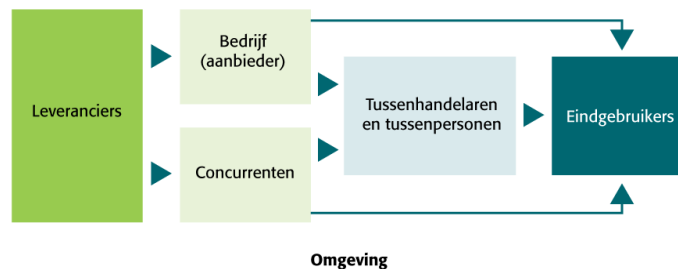 Leveranciers
Bedrijf
(aanbieder)
Concurrenten
Tussenhandelaren
en tussenpersonen
Eindgebruikers
Omgeving